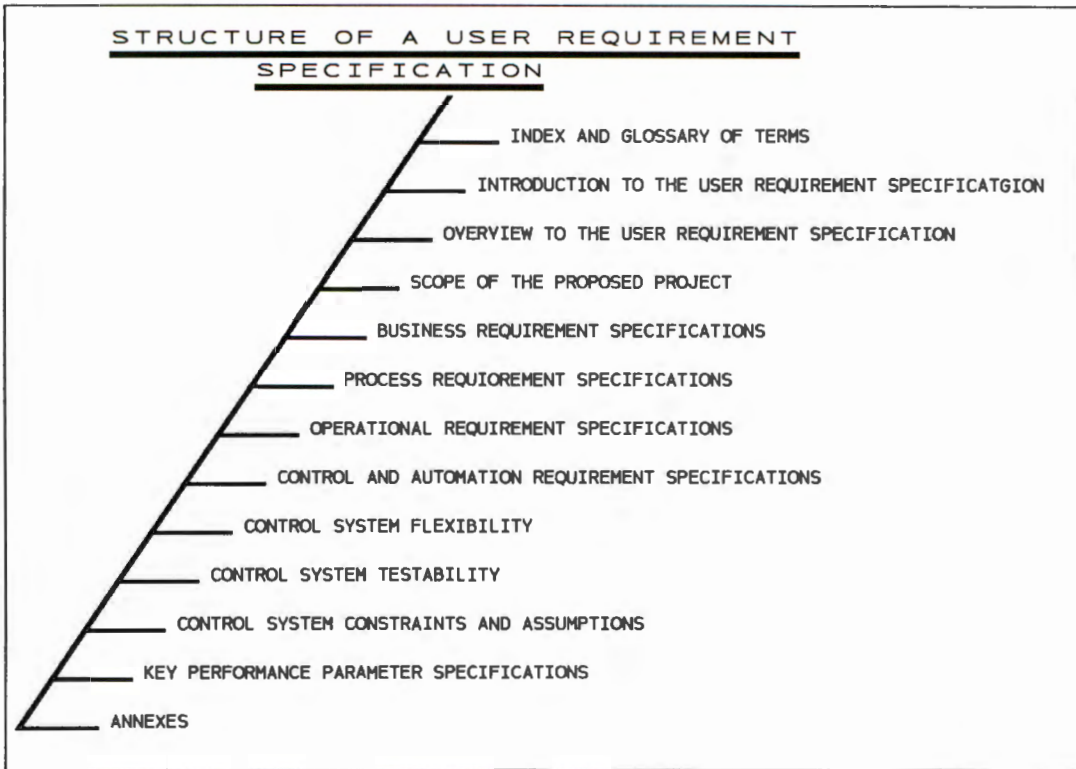 STRUCTURE OF A USER REQUIREMENT
SPECIFICATION
INDEX AND GLOSSARY OF TERMS
INTRODUCTION TO THE USER REQUIREMENT SPECIFICATGION
OVERVIEW TO THE USER REQUIREMENT SPECIFICATION
SCOPE OF THE PROPOSED PROJECT
BUSINESS REQUIREMENT SPECIFICATIONS
PROCESS REQUIOREMENT SPECIFICATIONS
OPERATIONAL REQUIREMENT SPECIFICATIONS
CONTROL AND AUTOMATION REQUIREMENT SPECIFICATIONS
CONTROL SYSTEM FLEXIBILITY
CONTROL SYSTEM TESTABILITY
CONTROL SYSTEM CONSTRAINTS AND ASSUMPTIONS
KEY PERFORMANCE PARAMETER SPECIFICATIONS
ANNEXES